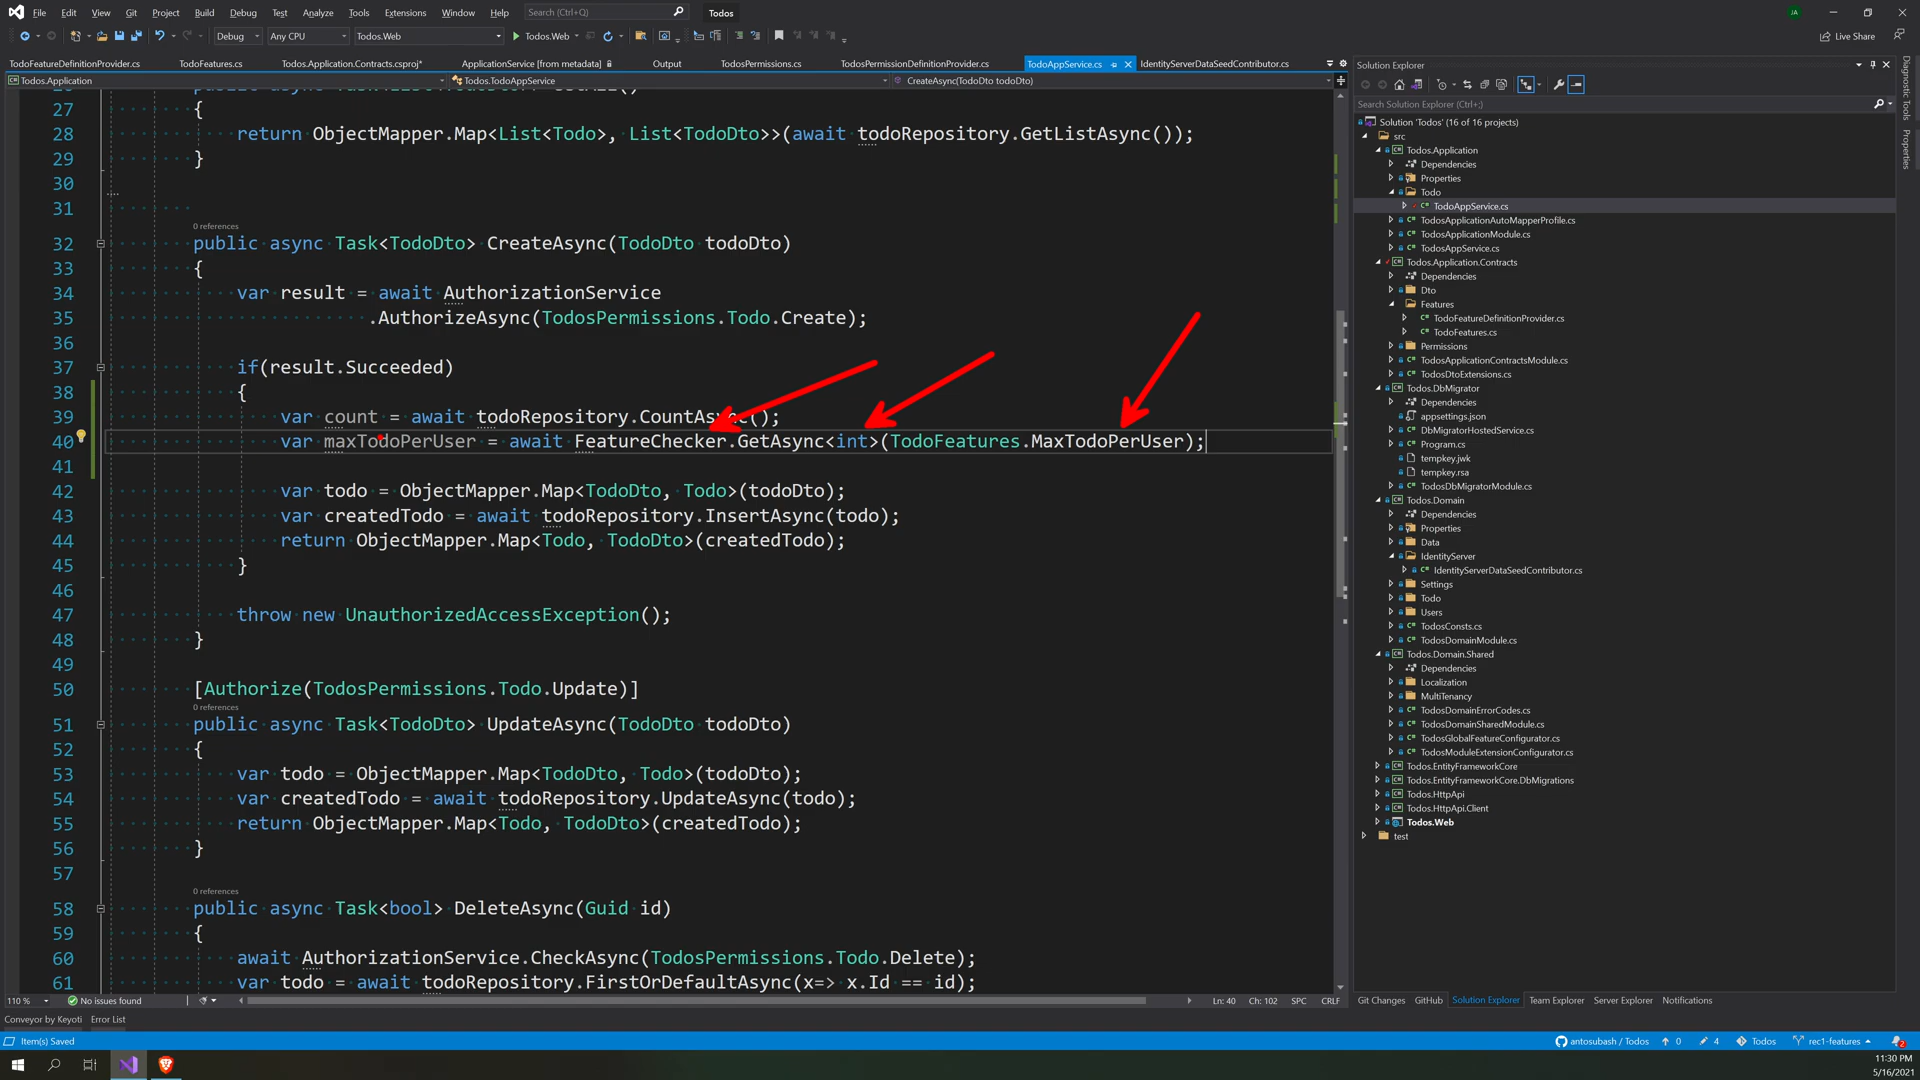 File Edit View Git Project Build Debug Test Analyze Tools Extensions Window Help Search (Ctrl+Q) Todos JA
Debug Any CPU Todos.Web Todos.Web Live Share
TodoFeatureDefinitionProvider.cs TodoFeatures.cs Todos.Application.Contracts.csproj* ApplicationService [from metadata] Output TodosPermissions.cs TodosPermissionDefinitionProvider.cs TodoAppService.cs IdentityServerDataSeedContributor.cs
Todos.Application Todos.TodoAppService CreateAsync(TodoDto todoDto)
27 {
28 return ObjectMapper.Map<List<Todo>, List<TodoDto>>(await todoRepository.GetListAsync());
29 }
30
31
0 references
32 public async Task<TodoDto> CreateAsync(TodoDto todoDto)
33 {
34 var result = await AuthorizationService
35 .AuthorizeAsync(TodosPermissions.Todo.Create);
36
37 if(result.Succeeded)
38 {
39 var count = await todoRepository.CountAsync();
40 var maxTodoPerUser = await FeatureChecker.GetAsync<int>(TodoFeatures.MaxTodoPerUser);
41
42 var todo = ObjectMapper.Map<TodoDto, Todo>(todoDto);
43 var createdTodo = await todoRepository.InsertAsync(todo);
44 return ObjectMapper.Map<Todo, TodoDto>(createdTodo);
45 }
46
47 throw new UnauthorizedAccessException();
48 }
49
50 [Authorize(TodosPermissions.Todo.Update)]
0 references
51 public async Task<TodoDto> UpdateAsync(TodoDto todoDto)
52 {
53 var todo = ObjectMapper.Map<TodoDto, Todo>(todoDto);
54 var createdTodo = await todoRepository.UpdateAsync(todo);
55 return ObjectMapper.Map<Todo, TodoDto>(createdTodo);
56 }
57
0 references
58 public async Task<bool> DeleteAsync(Guid id)
59 {
60 await AuthorizationService.CheckAsync(TodosPermissions.Todo.Delete);
61 var todo = await todoRepository.FirstOrDefaultAsync(x=> x.Id == id);
110 % No issues found Ln: 40 Ch: 102 SPC CRLF
Conveyor by Keyoti Error List
Solution Explorer
Search Solution Explorer (Ctrl+;)
Solution 'Todos' (16 of 16 projects)
src
Todos.Application
Dependencies
Properties
Todo
TodoAppService.cs
TodosApplicationAutoMapperProfile.cs
TodosApplicationModule.cs
TodosAppService.cs
Todos.Application.Contracts
Dependencies
Dto
Features
TodoFeatureDefinitionProvider.cs
TodoFeatures.cs
Permissions
TodosApplicationContractsModule.cs
TodosDtoExtensions.cs
Todos.DbMigrator
Dependencies
appsettings.json
DbMigratorHostedService.cs
Program.cs
tempkey.jwk
tempkey.rsa
TodosDbMigratorModule.cs
Todos.Domain
Dependencies
Properties
Data
IdentityServer
IdentityServerDataSeedContributor.cs
Settings
Todo
Users
TodosConsts.cs
TodosDomainModule.cs
Todos.Domain.Shared
Dependencies
Localization
MultiTenancy
TodosDomainErrorCodes.cs
TodosDomainSharedModule.cs
TodosGlobalFeatureConfigurator.cs
TodosModuleExtensionConfigurator.cs
Todos.EntityFrameworkCore
Todos.EntityFrameworkCore.DbMigrations
Todos.HttpApi
Todos.HttpApi.Client
Todos.Web
test
Git Changes GitHub Solution Explorer Team Explorer Server Explorer Notifications
Diagnostic Tools
Properties
Item(s) Saved antosubash / Todos 0 4 Todos rec1-features 2
11:30 PM
5/16/2021